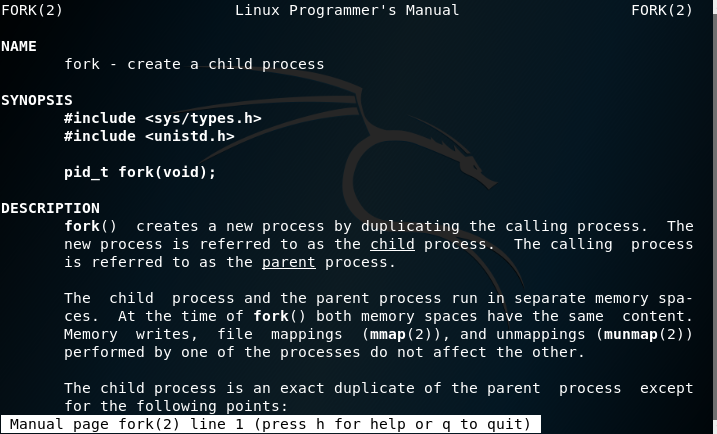 FORK(2)                   Linux Programmer's Manual                   FORK(2)
NAME
       fork - create a child process
SYNOPSIS
       #include <sys/types.h>
       #include <unistd.h>
       pid_t fork(void);
DESCRIPTION
       fork()  creates a new process by duplicating the calling process.  The
       new process is referred to as the child process.  The calling  process
       is referred to as the parent process.
       The  child  process and the parent process run in separate memory spa-
       ces.  At the time of fork() both memory spaces have the same  content.
       Memory  writes,  file  mappings  (mmap(2)), and unmappings (munmap(2))
       performed by one of the processes do not affect the other.
       The child process is an exact duplicate of the parent  process  except
       for the following points:
 Manual page fork(2) line 1 (press h for help or q to quit)